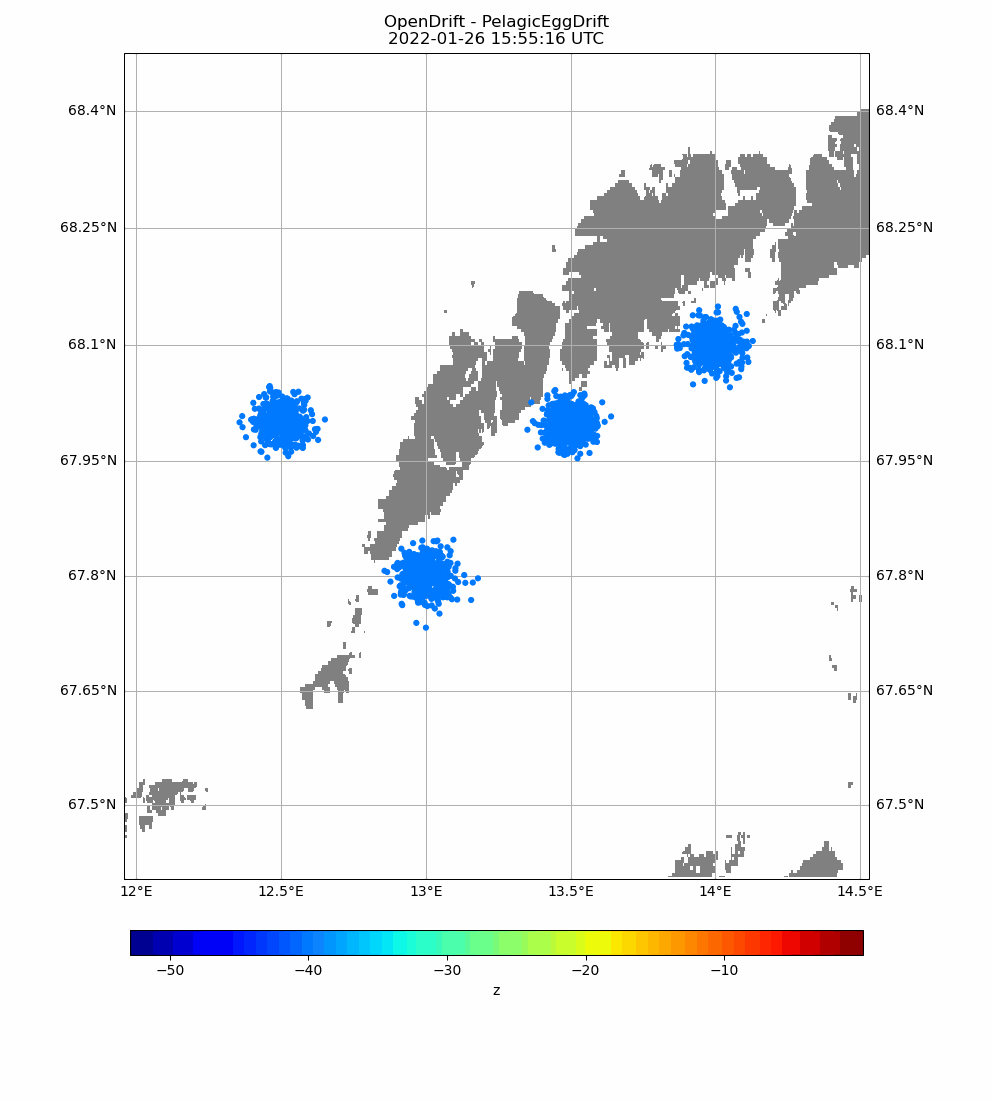 OpenDrift - PelagicEggDrift
2022-01-26 15:55:16 UTC
68.4°N 68.4°N
68.25°N 68.25°N
68.1°N 68.1°N
67.95°N 67.95°N
67.8°N 67.8°N
67.65°N 67.65°N
67.5°N 67.5°N
12°E 12.5°E 13°E 13.5°E 14°E 14.5°E
−50 −40 −30 −20 −10
z